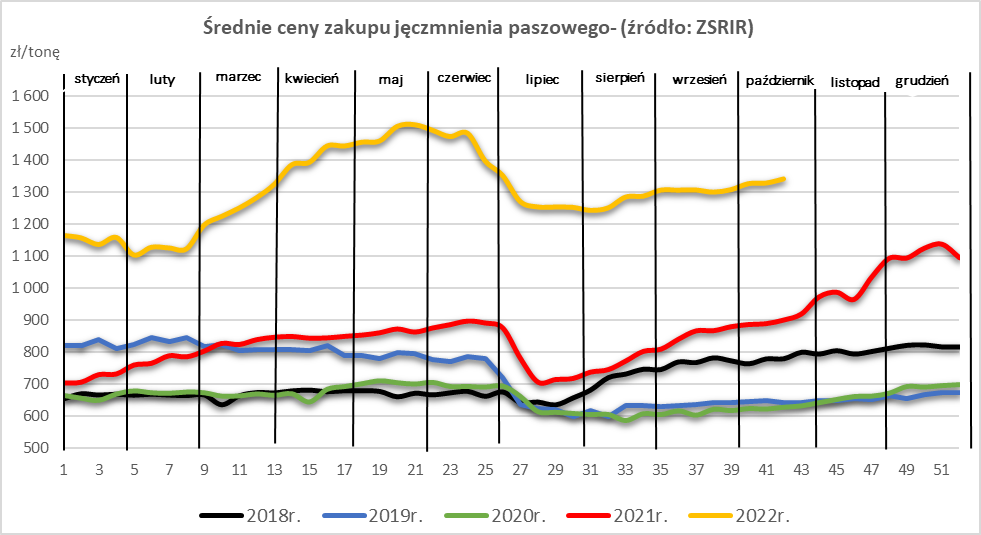 Średnie ceny zakupu jęczmnienia paszowego- (źródło: ZSRIR)
zł/tonę
styczeń luty marzec kwiecień maj czerwiec lipiec sierpień wrzesień październik listopad grudzień
1 600
1 500
1 400
1 300
1 200
1 100
1 000
900
800
700
600
500
1 3 5 7 9 11 13 15 17 19 21 23 25 27 29 31 33 35 37 39 41 43 45 47 49 51
2018r. 2019r. 2020r. 2021r. 2022r.